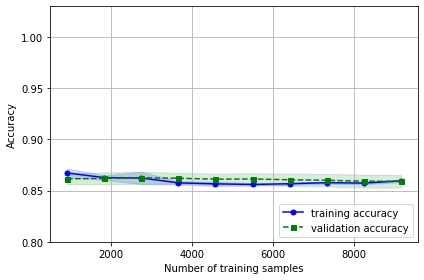 1.00
0.95
0.90
0.85
0.80
Accuracy
2000 4000 6000 8000
Number of training samples
training accuracy
validation accuracy